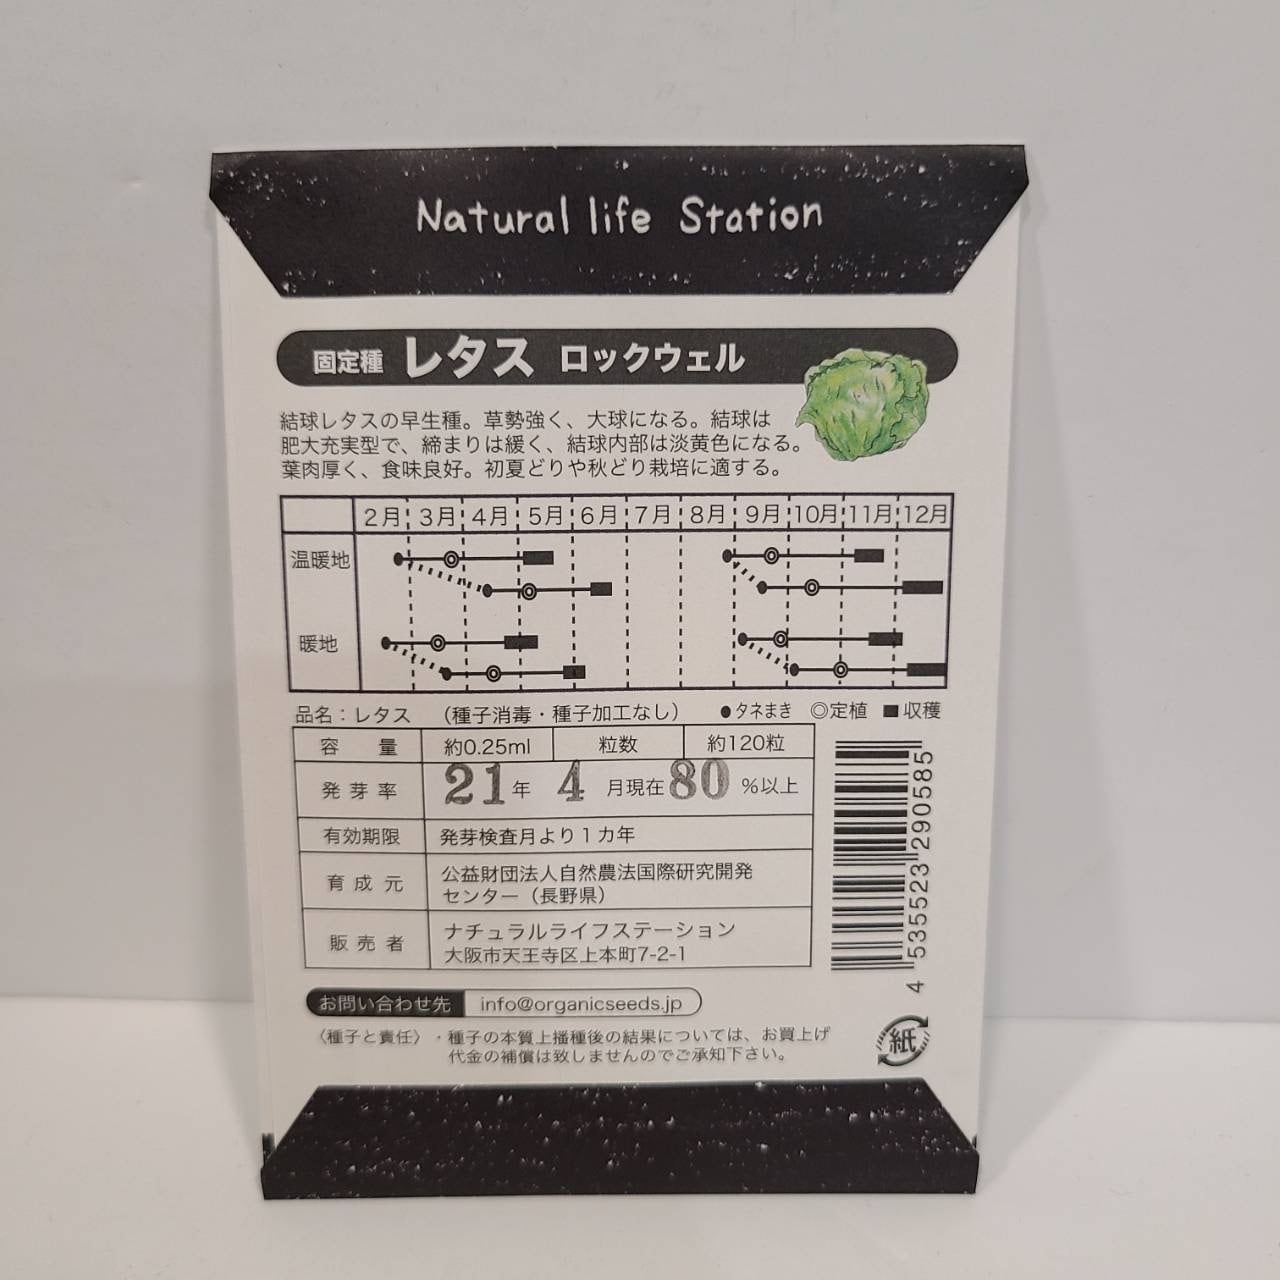 Natural life Station
固定種 レタス ロックウェル
結球レタスの早生種。草勢強く、大球になる。結球は
肥大充実型で、締まりは緩く、結球内部は淡黄色になる。
葉肉厚く、食味良好。初夏どりや秋どり栽培に適する。
2月 3月 4月 5月 6月 7月 8月 9月 10月 11月 12月
温暖地
暖地
品名：レタス （種子消毒・種子加工なし） ●タネまき ◎定植 ■収穫
容量 約0.25ml 粒数 約120粒
発芽率 21年 4月現在80%以上
有効期限 発芽検査月より1カ年
育成元 公益財団法人自然農法国際研究開発
センター（長野県）
販売者 ナチュラルライフステーション
大阪市天王寺区上本町7-2-1
4 535523 290585
お問い合わせ先 info@organicseeds.jp
〈種子と責任〉・種子の本質上播種後の結果については、お買上げ
代金の補償は致しませんのでご承知下さい。
紙